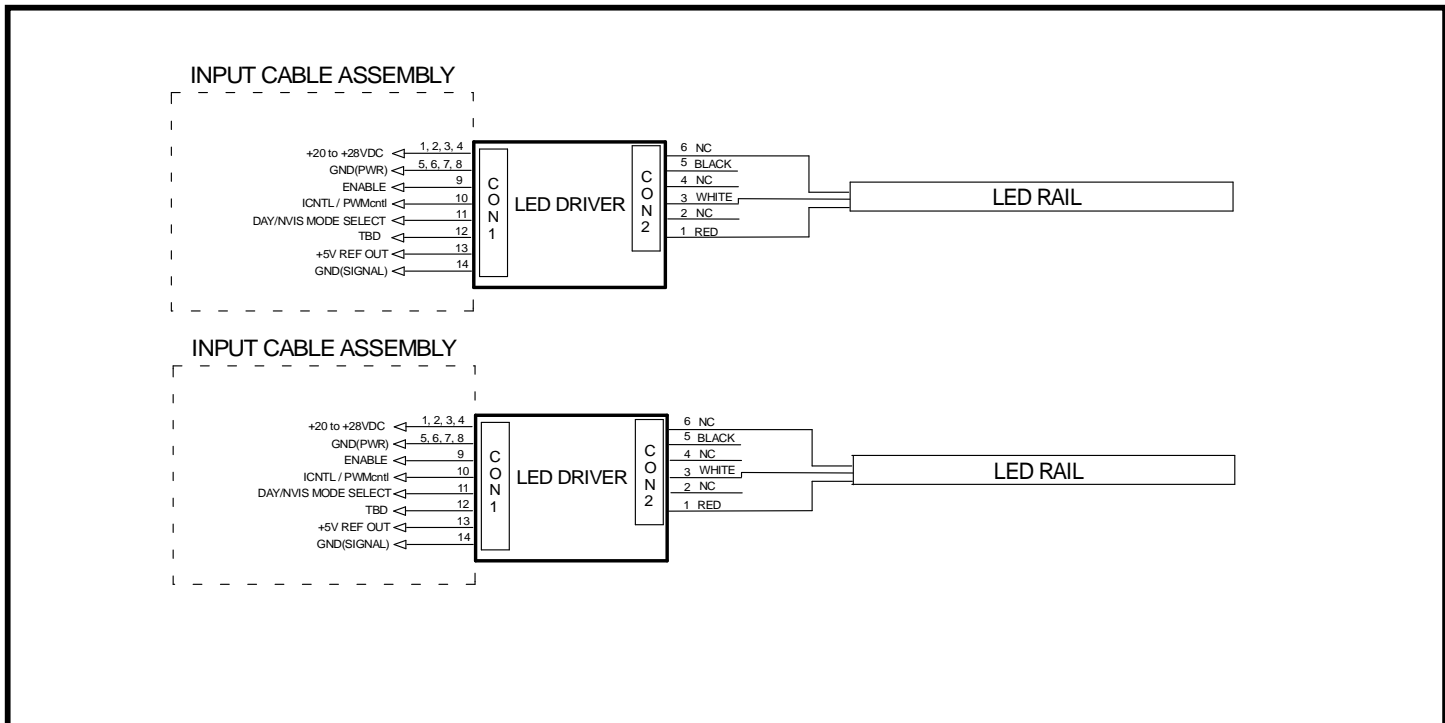 INPUT CABLE ASSEMBLY
+20 to +28VDC 1, 2, 3, 4
GND(PWR) 5, 6, 7, 8
ENABLE 9
ICNTL / PWMcntl 10
DAY/NVIS MODE SELECT 11
TBD 12
+5V REF OUT 13
GND(SIGNAL) 14
CON1
LED DRIVER
CON2
6 NC
5 BLACK
4 NC
3 WHITE
2 NC
1 RED
LED RAIL
INPUT CABLE ASSEMBLY
+20 to +28VDC 1, 2, 3, 4
GND(PWR) 5, 6, 7, 8
ENABLE 9
ICNTL / PWMcntl 10
DAY/NVIS MODE SELECT 11
TBD 12
+5V REF OUT 13
GND(SIGNAL) 14
CON1
LED DRIVER
CON2
6 NC
5 BLACK
4 NC
3 WHITE
2 NC
1 RED
LED RAIL